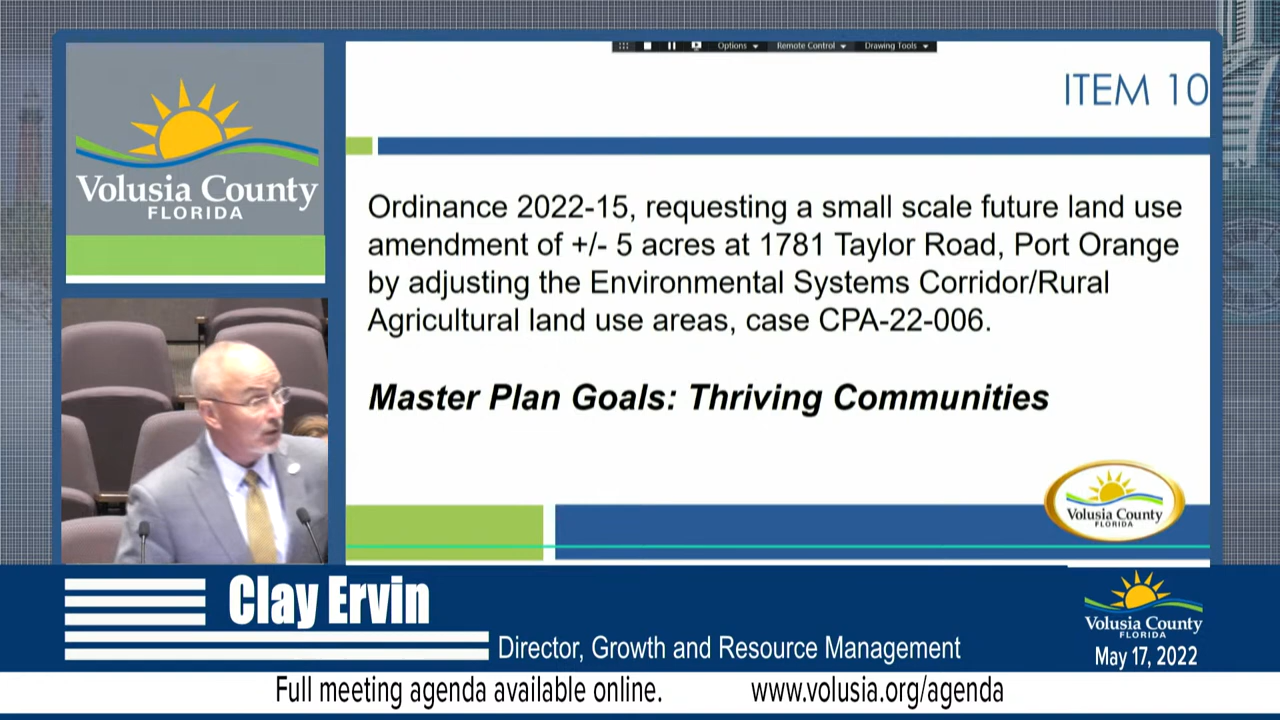 Options
Remote Control
Drawing Tools
ITEM 10
Volusia County
FLORIDA
Ordinance 2022-15, requesting a small scale future land use
amendment of +/- 5 acres at 1781 Taylor Road, Port Orange
by adjusting the Environmental Systems Corridor/Rural
Agricultural land use areas, case CPA-22-006.
Master Plan Goals: Thriving Communities
Volusia County
FLORIDA
Clay Ervin
Director, Growth and Resource Management
Volusia County
FLORIDA
May 17, 2022
Full meeting agenda available online.
www.volusia.org/agenda